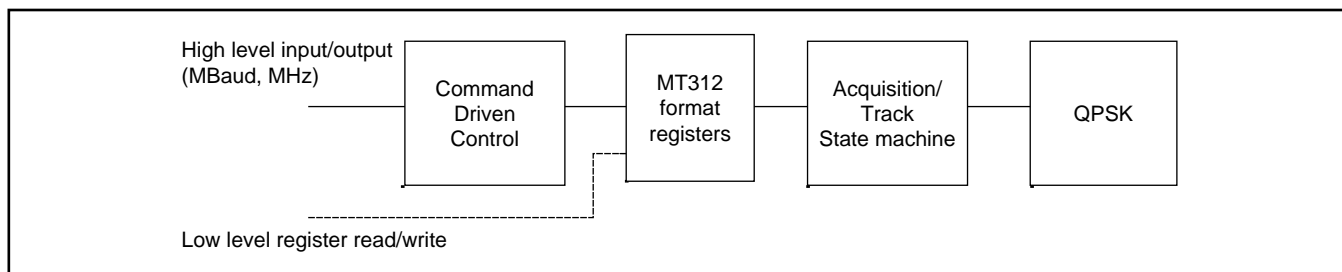 High level input/output
(MBaud, MHz)
Command
Driven
Control
MT312
format
registers
Acquisition/
Track
State machine
QPSK
Low level register read/write